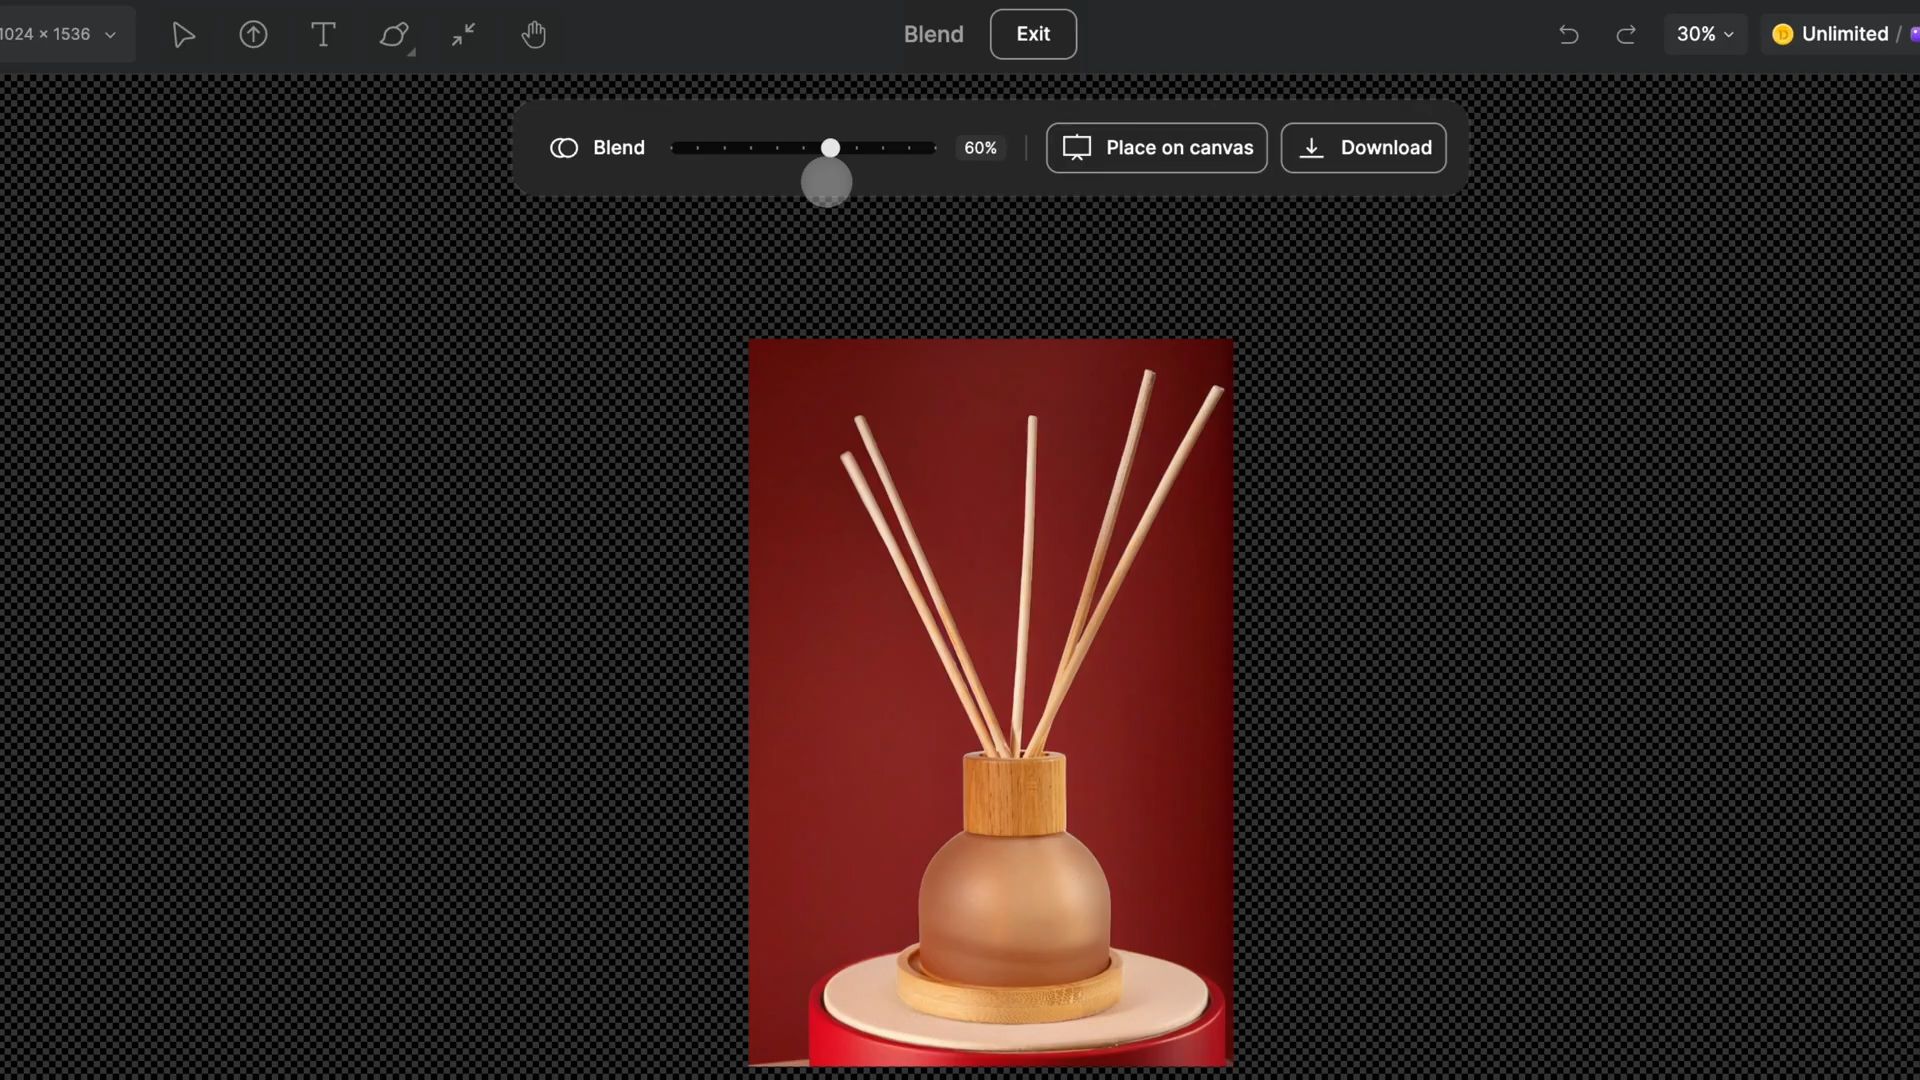 1024 × 1536
Blend
Exit
30%
Unlimited /
Blend
60%
Place on canvas
Download